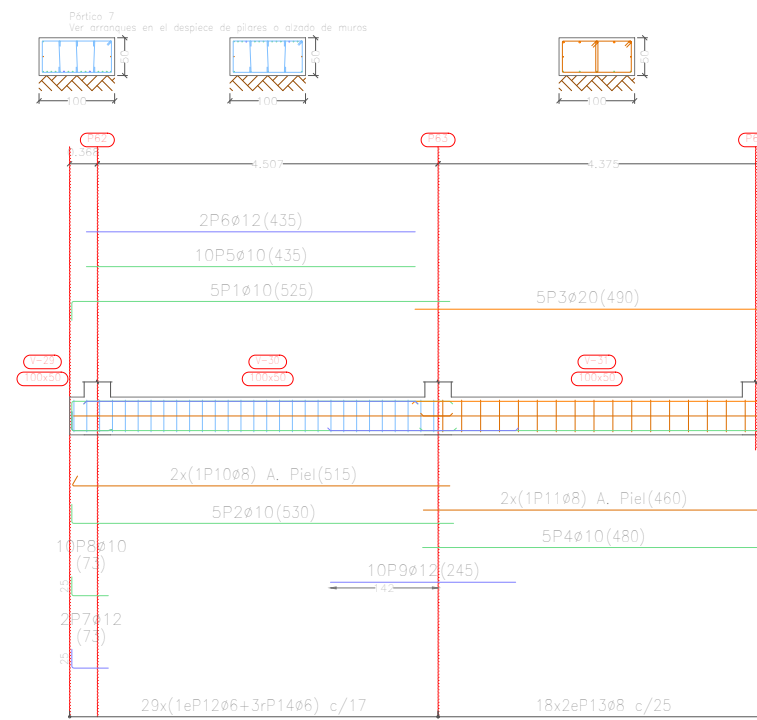 Pórtico 7
Ver arranques en el despiece de pilares o alzado de muros
50
50
50
100
100
100
P62
P63
4.507
4.375
2P6ø12(435)
10P5ø10(435)
5P1ø10(525)
5P3ø20(490)
V-29
V-30
V-31
100x50
100x50
100x50
2x(1P10ø8) A. Piel(515)
2x(1P11ø8) A. Piel(460)
5P2ø10(530)
5P4ø10(480)
10P8ø10
(73)
25
10P9ø12(245)
142
2P7ø12
(73)
25
29x(1eP12ø6+3rP14ø6) c/17
18x2eP13ø8 c/25